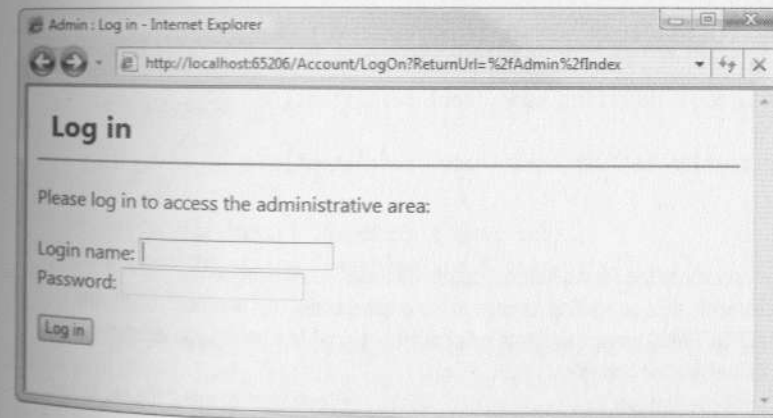 Admin : Log in - Internet Explorer
http://localhost:65206/Account/LogOn?ReturnUrl=%2fAdmin%2fIndex
Log in
Please log in to access the administrative area:
Login name:
Password:
Log in